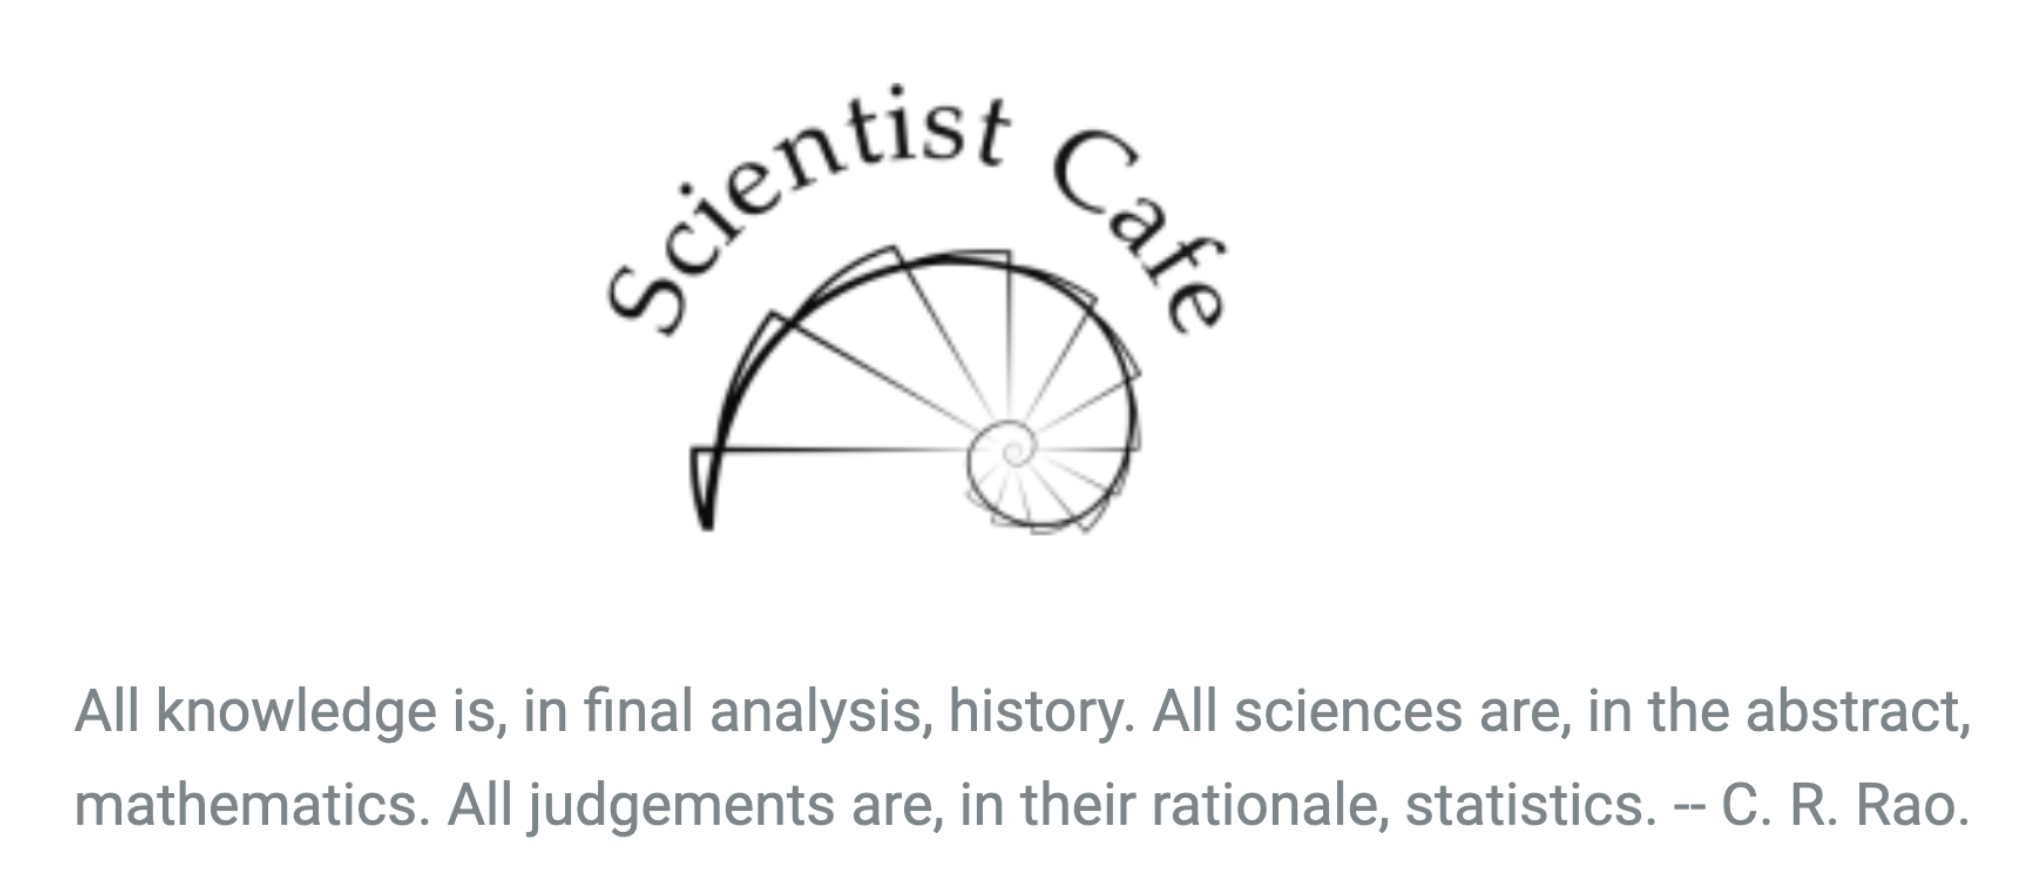 Scientist Cafe
All knowledge is, in final analysis, history. All sciences are, in the abstract,
mathematics. All judgements are, in their rationale, statistics. -- C. R. Rao.